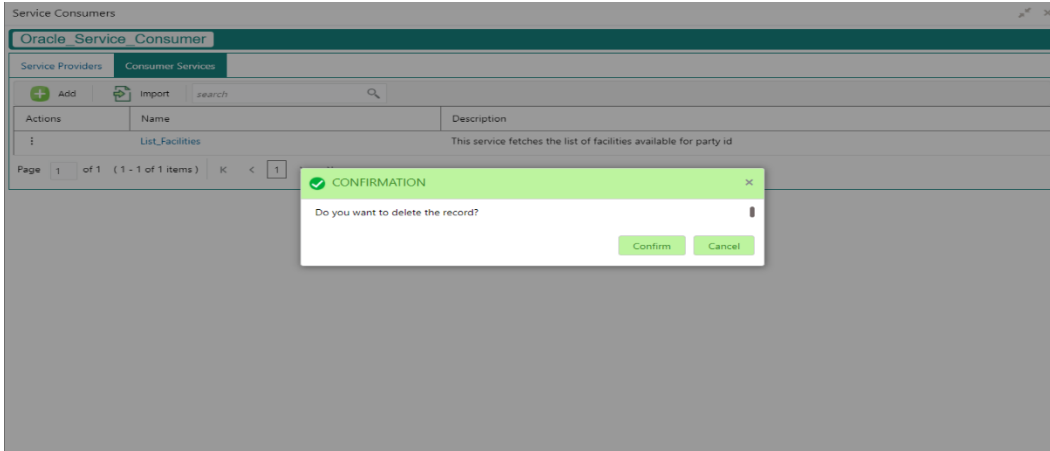 Service Consumers
Oracle_Service_Consumer
Service Providers Consumer Services
Add Import search
Actions Name Description
List_Facilities This service fetches the list of facilities available for party id
Page 1 of 1 (1 - 1 of 1 items) K < 1
CONFIRMATION ×
Do you want to delete the record?
Confirm Cancel